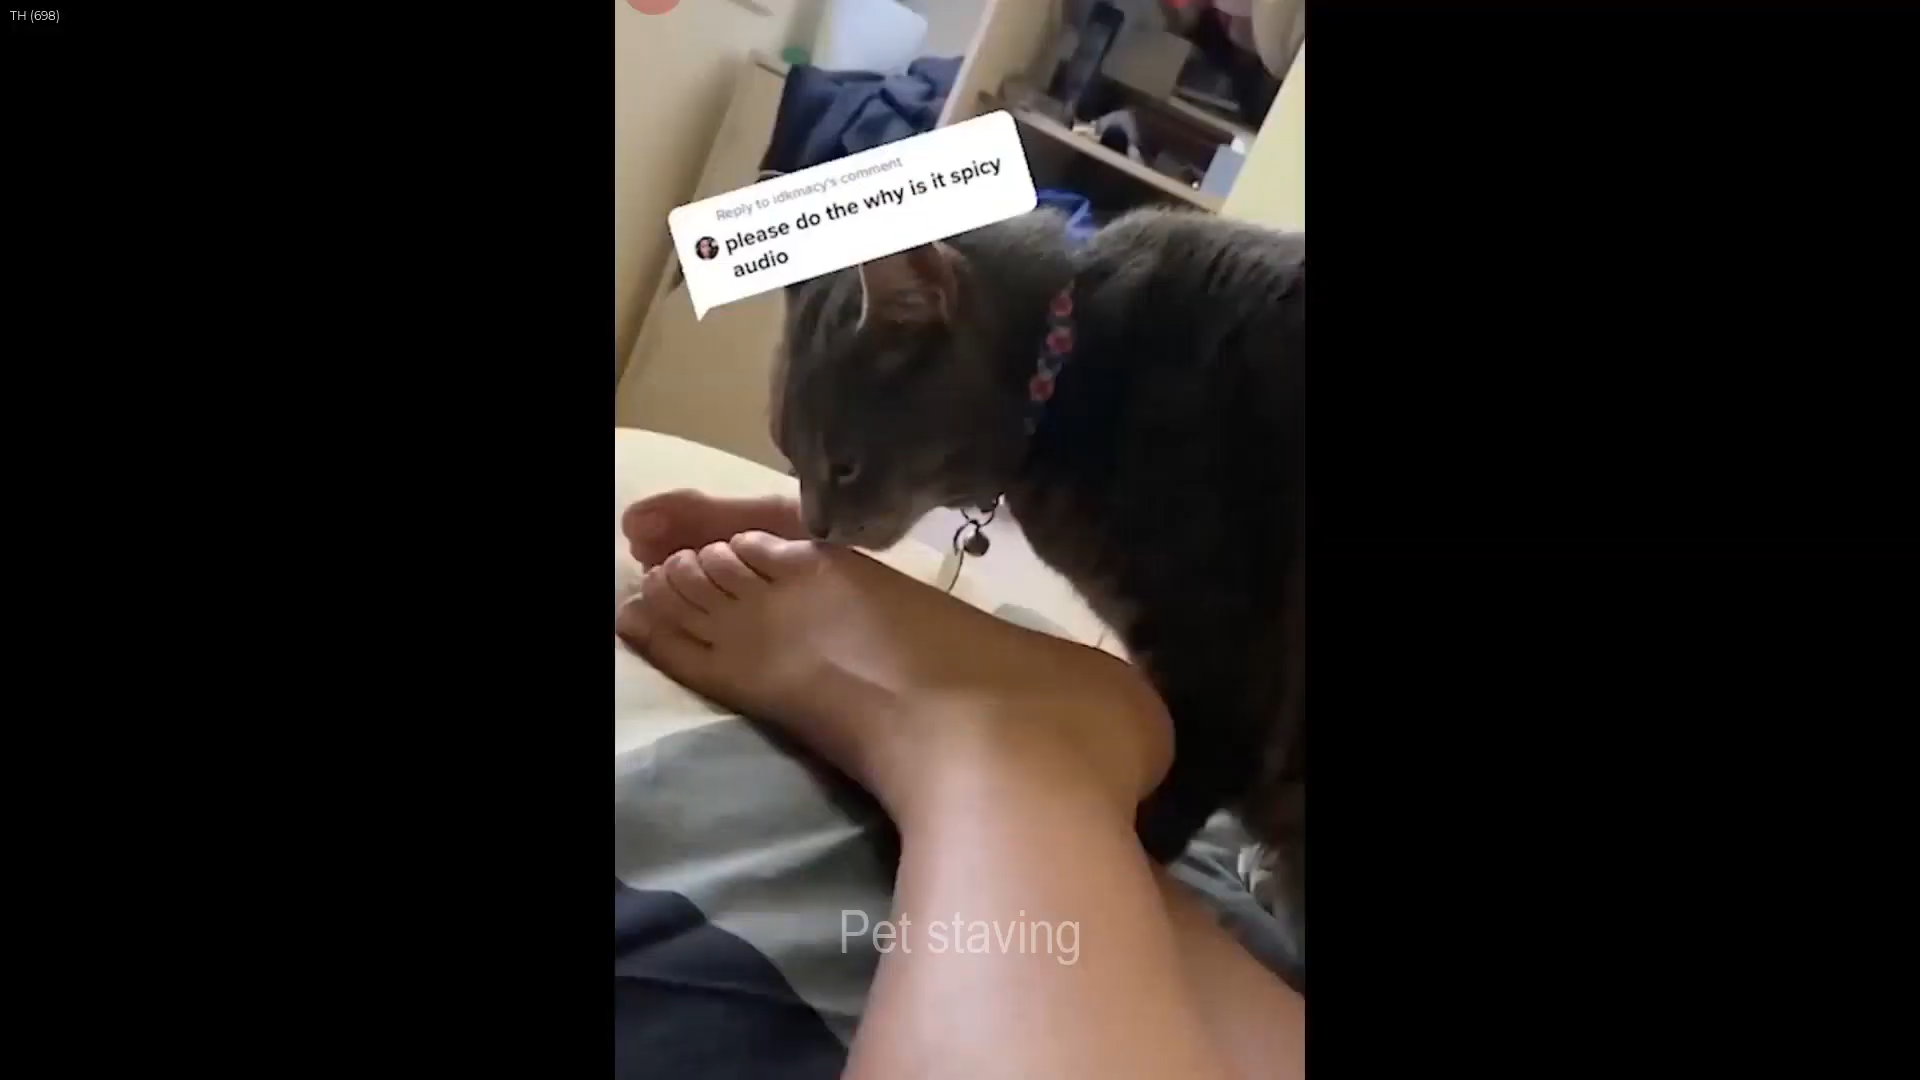 TH (698)
Reply to idkmacy's comment
please do the why is it spicy
audio
Pet staving